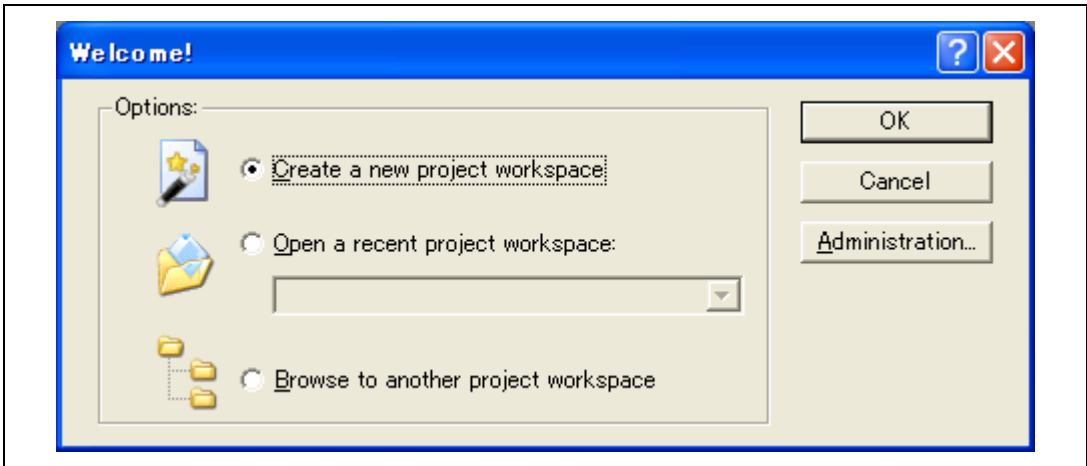 Welcome!
Options:
Create a new project workspace
Open a recent project workspace:
Browse to another project workspace
OK
Cancel
Administration...